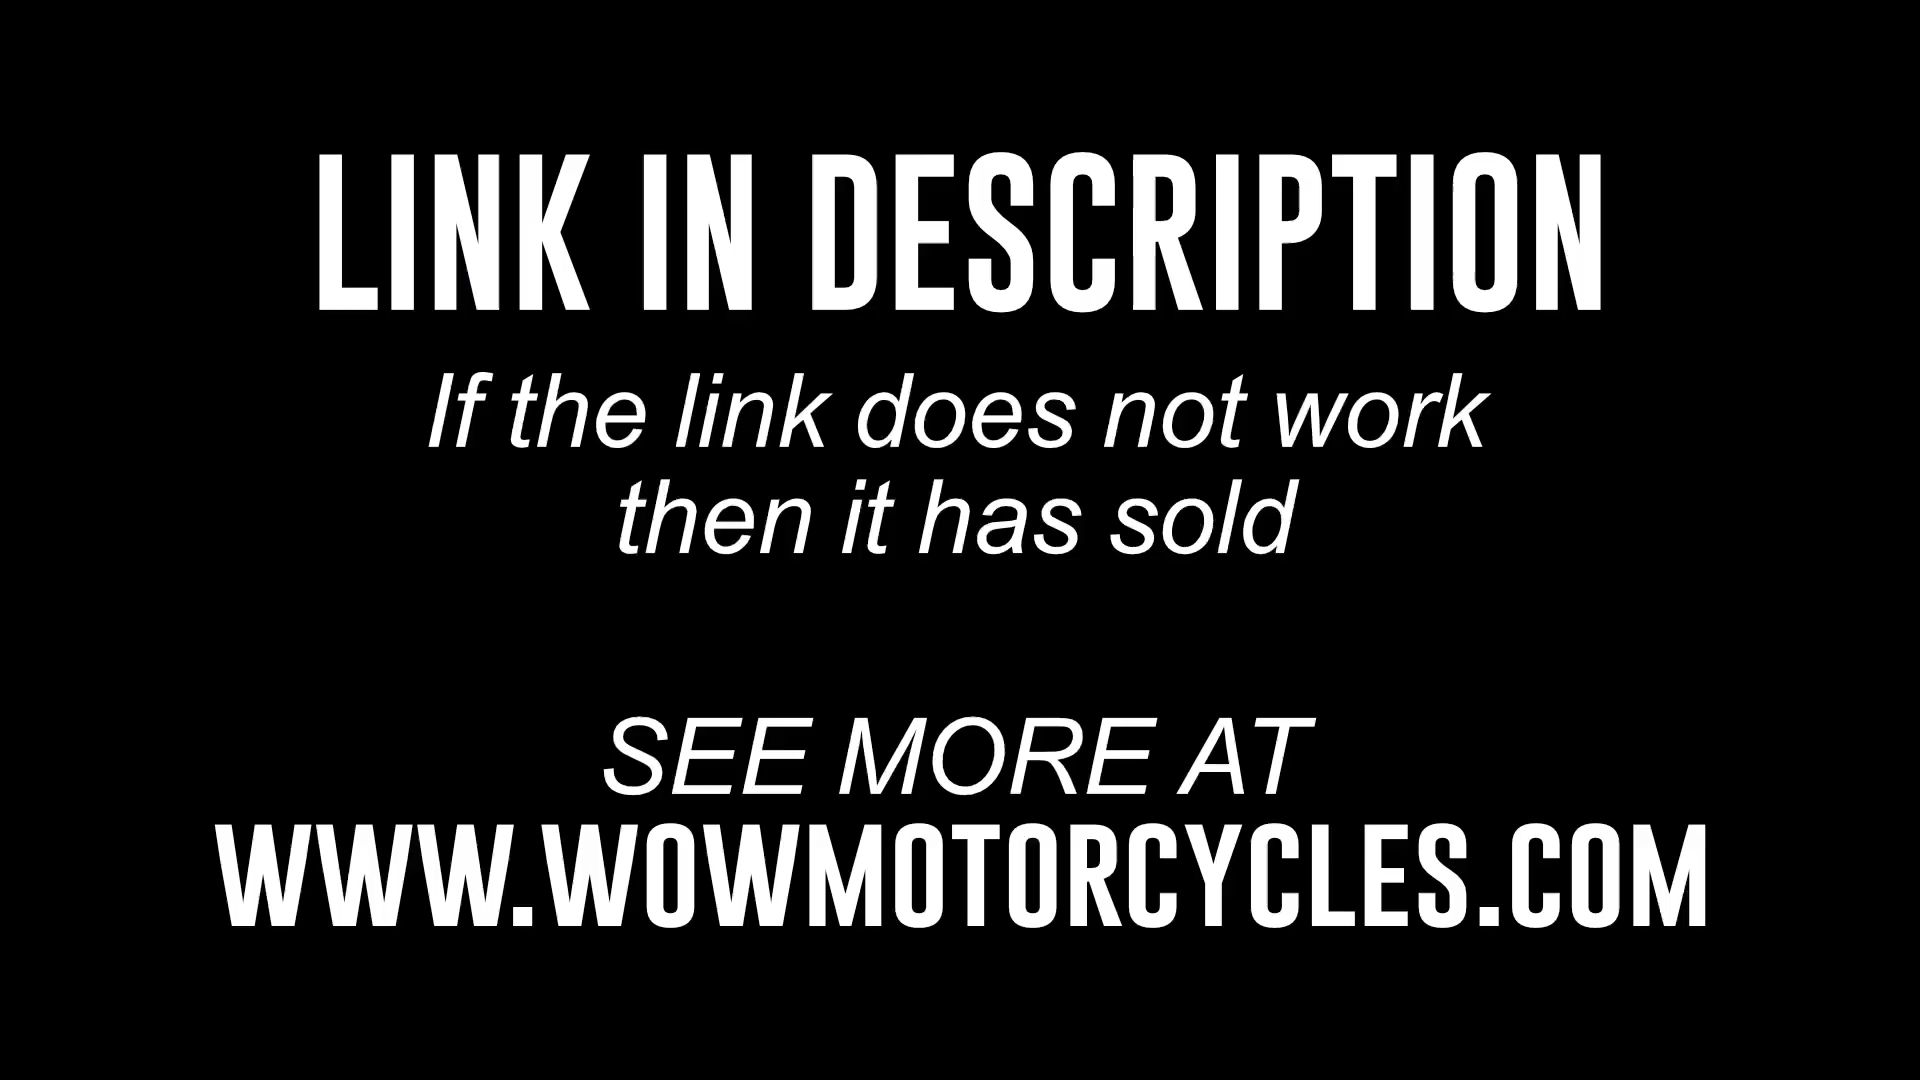 LINK IN DESCRIPTION
If the link does not work
then it has sold
SEE MORE AT
WWW.WOWMOTORCYCLES.COM